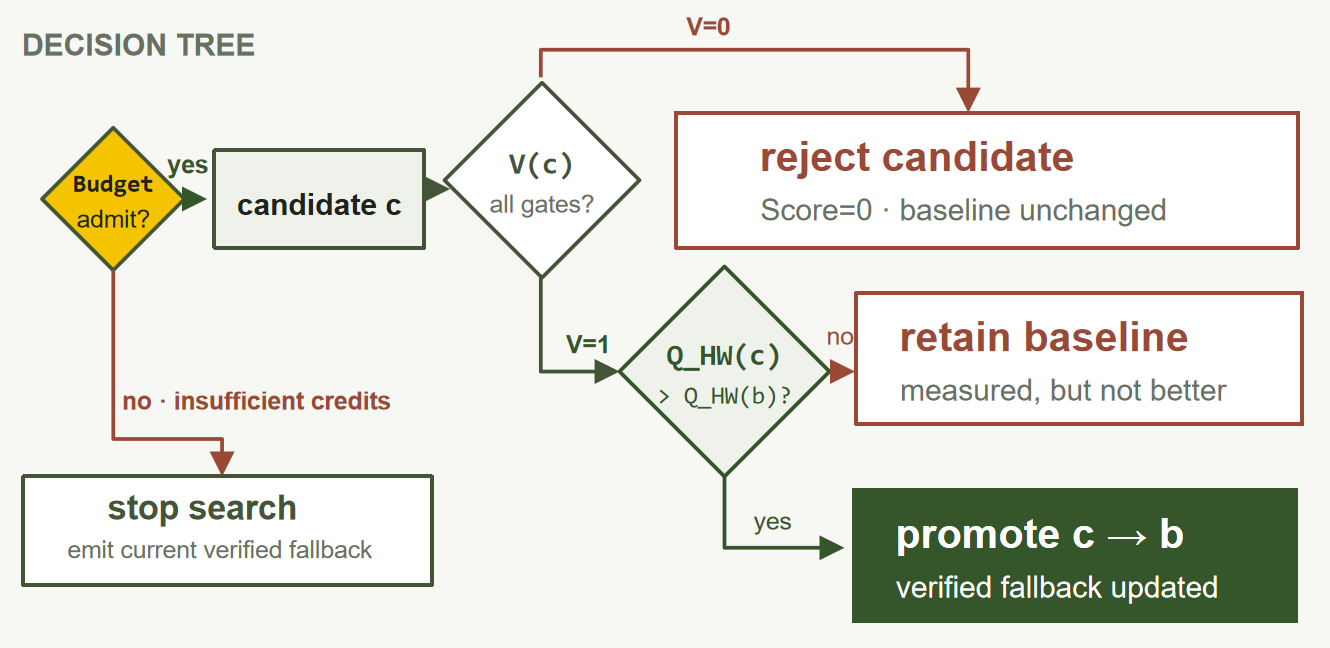 DECISION TREE
V=0
Budget
admit?
yes
candidate c
V(c)
all gates?
reject candidate
Score=0 · baseline unchanged
V=1
Q_HW(c)
> Q_HW(b)?
no
retain baseline
measured, but not better
no · insufficient credits
stop search
emit current verified fallback
yes
promote c → b
verified fallback updated